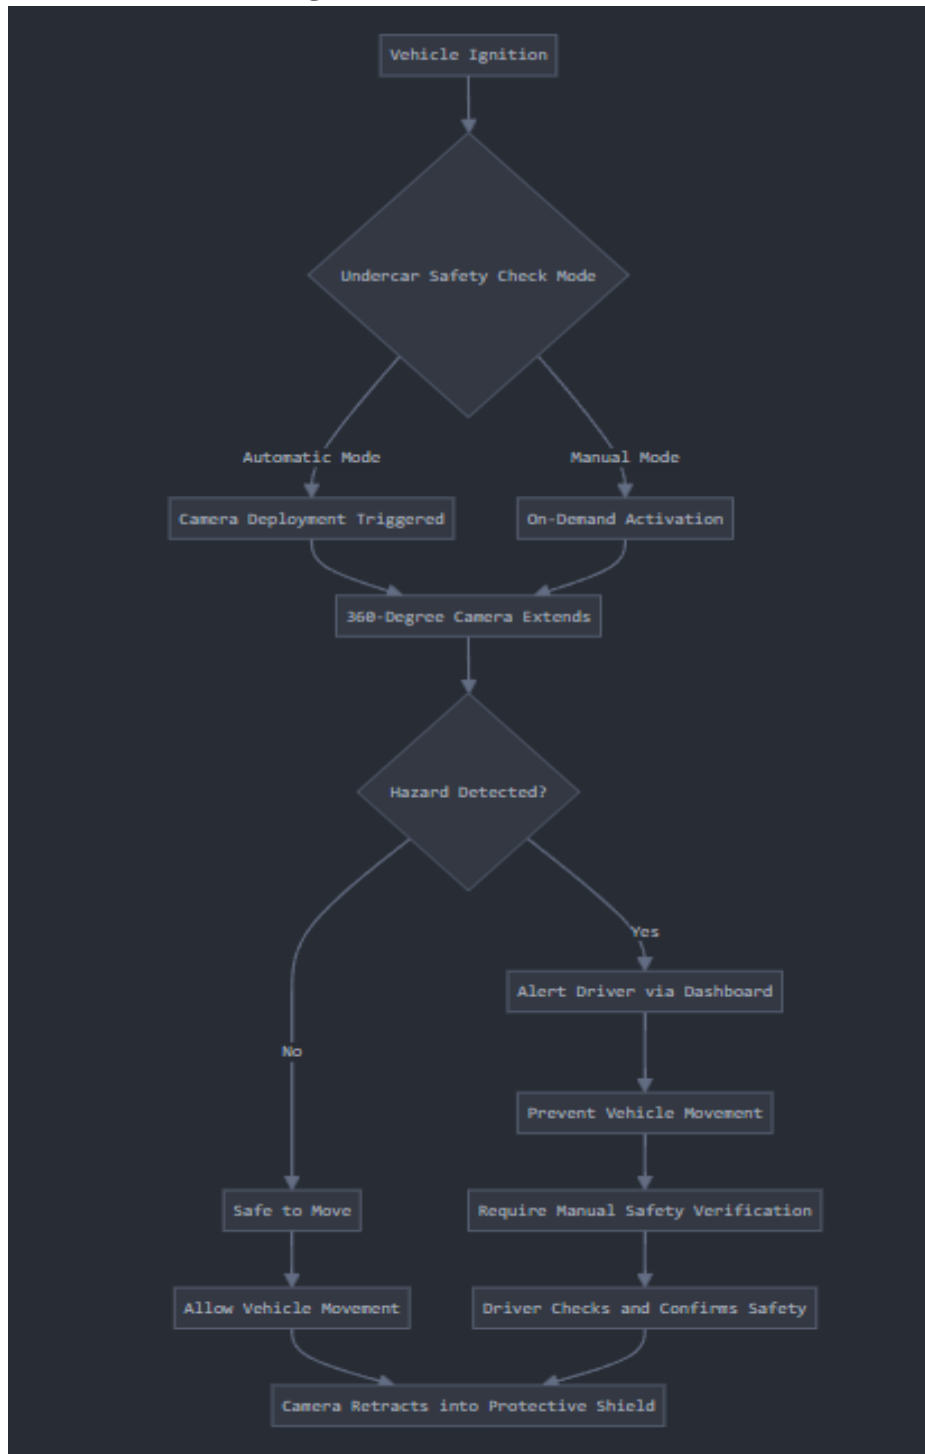 Vehicle Ignition
Undercar Safety Check Mode
Automatic Mode
Manual Mode
Camera Deployment Triggered
On-Demand Activation
360-Degree Camera Extends
Hazard Detected?
Yes
Alert Driver via Dashboard
No
Prevent Vehicle Movement
Safe to Move
Require Manual Safety Verification
Allow Vehicle Movement
Driver Checks and Confirms Safety
Camera Retracts into Protective Shield